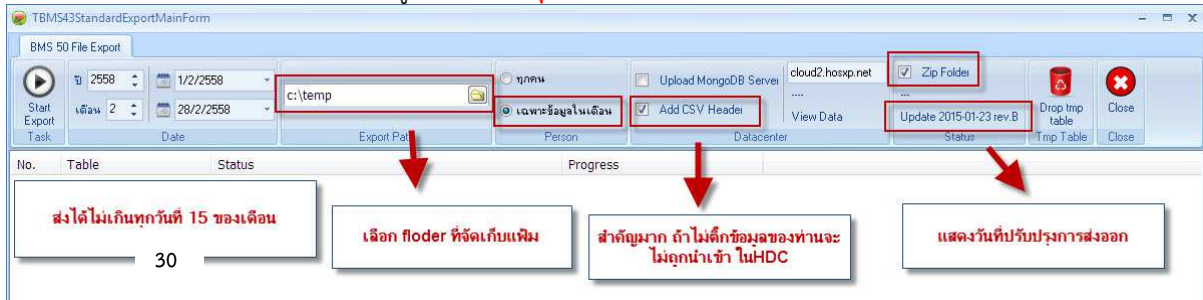 TBMS43StandardExportMainForm
BMS 50 File Export
ปี 2558 1/2/2558
เดือน 2 28/2/2558
c:\temp
ทุกคน
เฉพาะข้อมูลในเดือน
Upload MongoDB Server
Add CSV Header
cloud2.hosxp.net
....
View Data
Zip Folder
...
Update 2015-01-23 rev.B
Start Export
Drop tmp table
Close
Task Date Export Path Person Datacenter Status Tmp Table Close
No. Table Status Progress
ส่งได้ไม่เกินทุกวันที่ 15 ของเดือน
30
เลือก floder ที่จัดเก็บแฟ้ม
สำคัญมาก ถ้าไม่ติ๊กข้อมูลของท่านจะ
ไม่ถูกนำเข้า ในHDC
แสดงวันที่ปรับปรุงการส่งออก